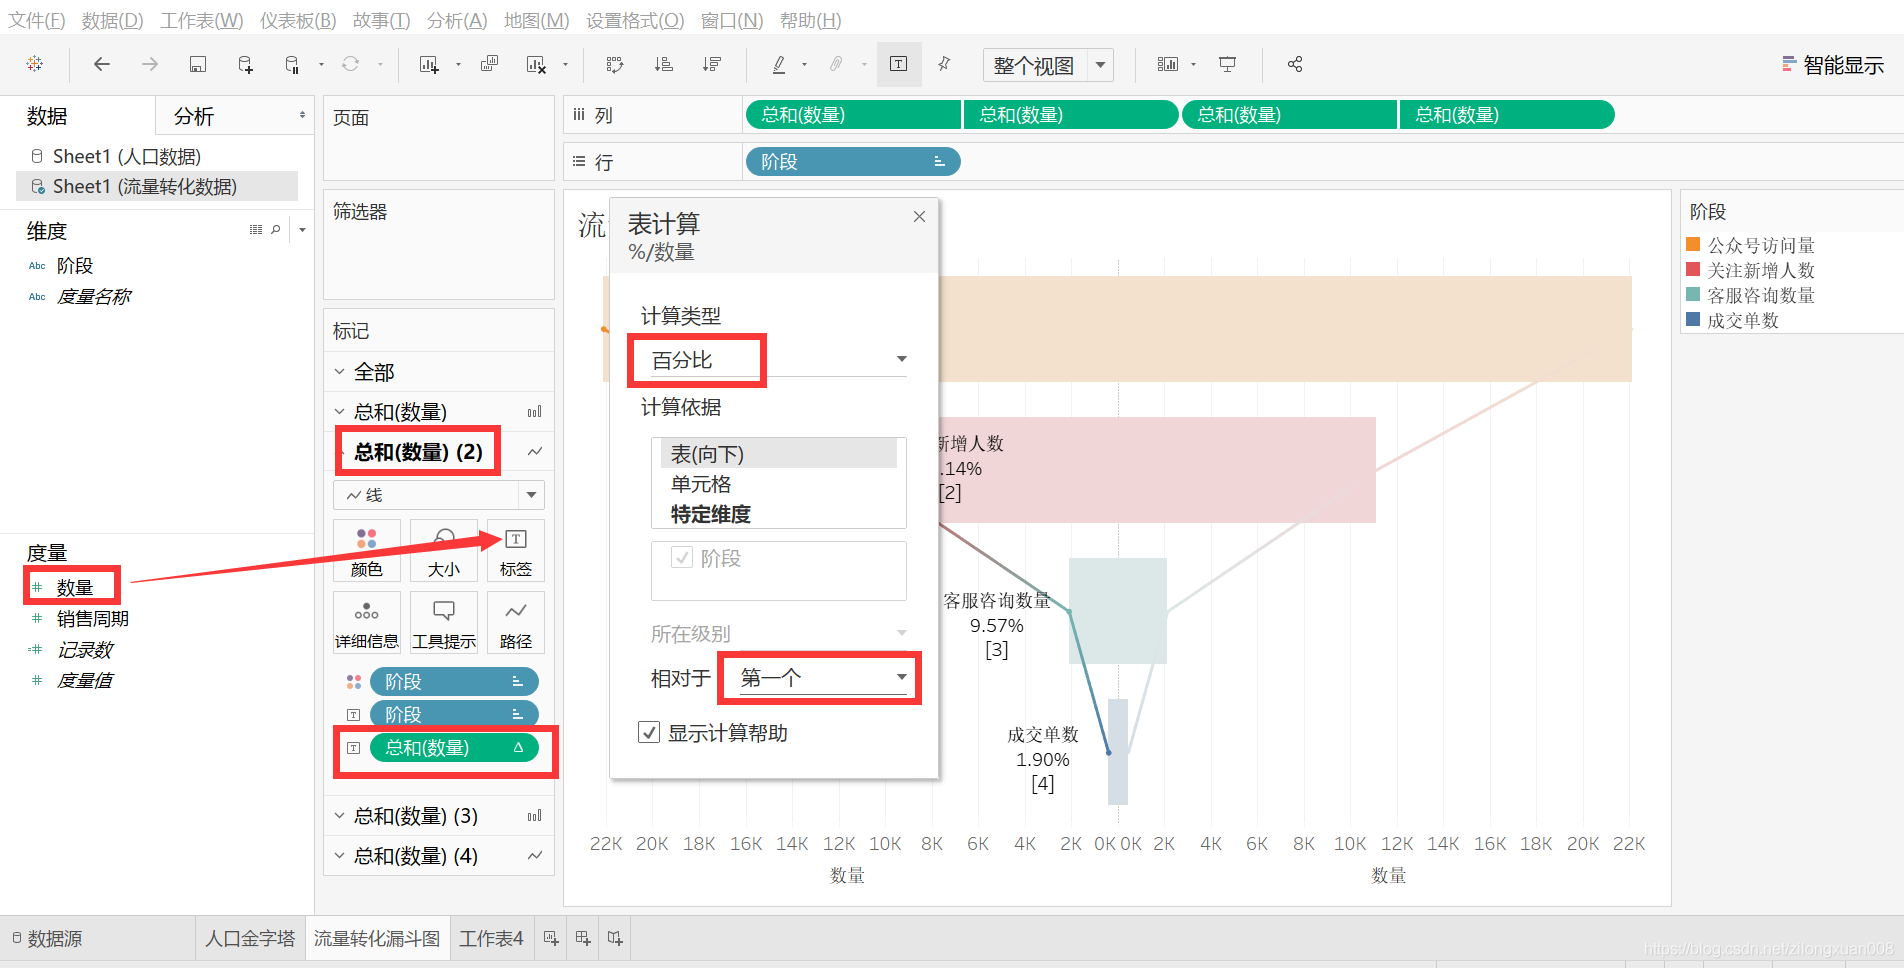 文件(F) 数据(D) 工作表(W) 仪表板(B) 故事(T) 分析(A) 地图(M) 设置格式(O) 窗口(N) 帮助(H)
整个视图
智能显示
数据
分析
Sheet1 (人口数据)
Sheet1 (流量转化数据)
维度
Abc 阶段
Abc 度量名称
度量
# 数量
# 销售周期
=# 记录数
# 度量值
页面
筛选器
标记
全部
总和(数量)
总和(数量) (2)
线
颜色 大小 标签
详细信息 工具提示 路径
阶段
阶段
总和(数量) Δ
总和(数量) (3)
总和(数量) (4)
列 总和(数量) 总和(数量) 总和(数量) 总和(数量)
行 阶段
流
表计算
%/数量
计算类型
百分比
计算依据
表(向下)
单元格
特定维度
阶段
所在级别
相对于 第一个
显示计算帮助
新增人数
.14%
[2]
客服咨询数量
9.57%
[3]
成交单数
1.90%
[4]
22K 20K 18K 16K 14K 12K 10K 8K 6K 4K 2K 0K 0K 2K 4K 6K 8K 10K 12K 14K 16K 18K 20K 22K
数量 数量
阶段
公众号访问量
关注新增人数
客服咨询数量
成交单数
数据源 人口金字塔 流量转化漏斗图 工作表4
https://blog.csdn.net/zilongxuan008